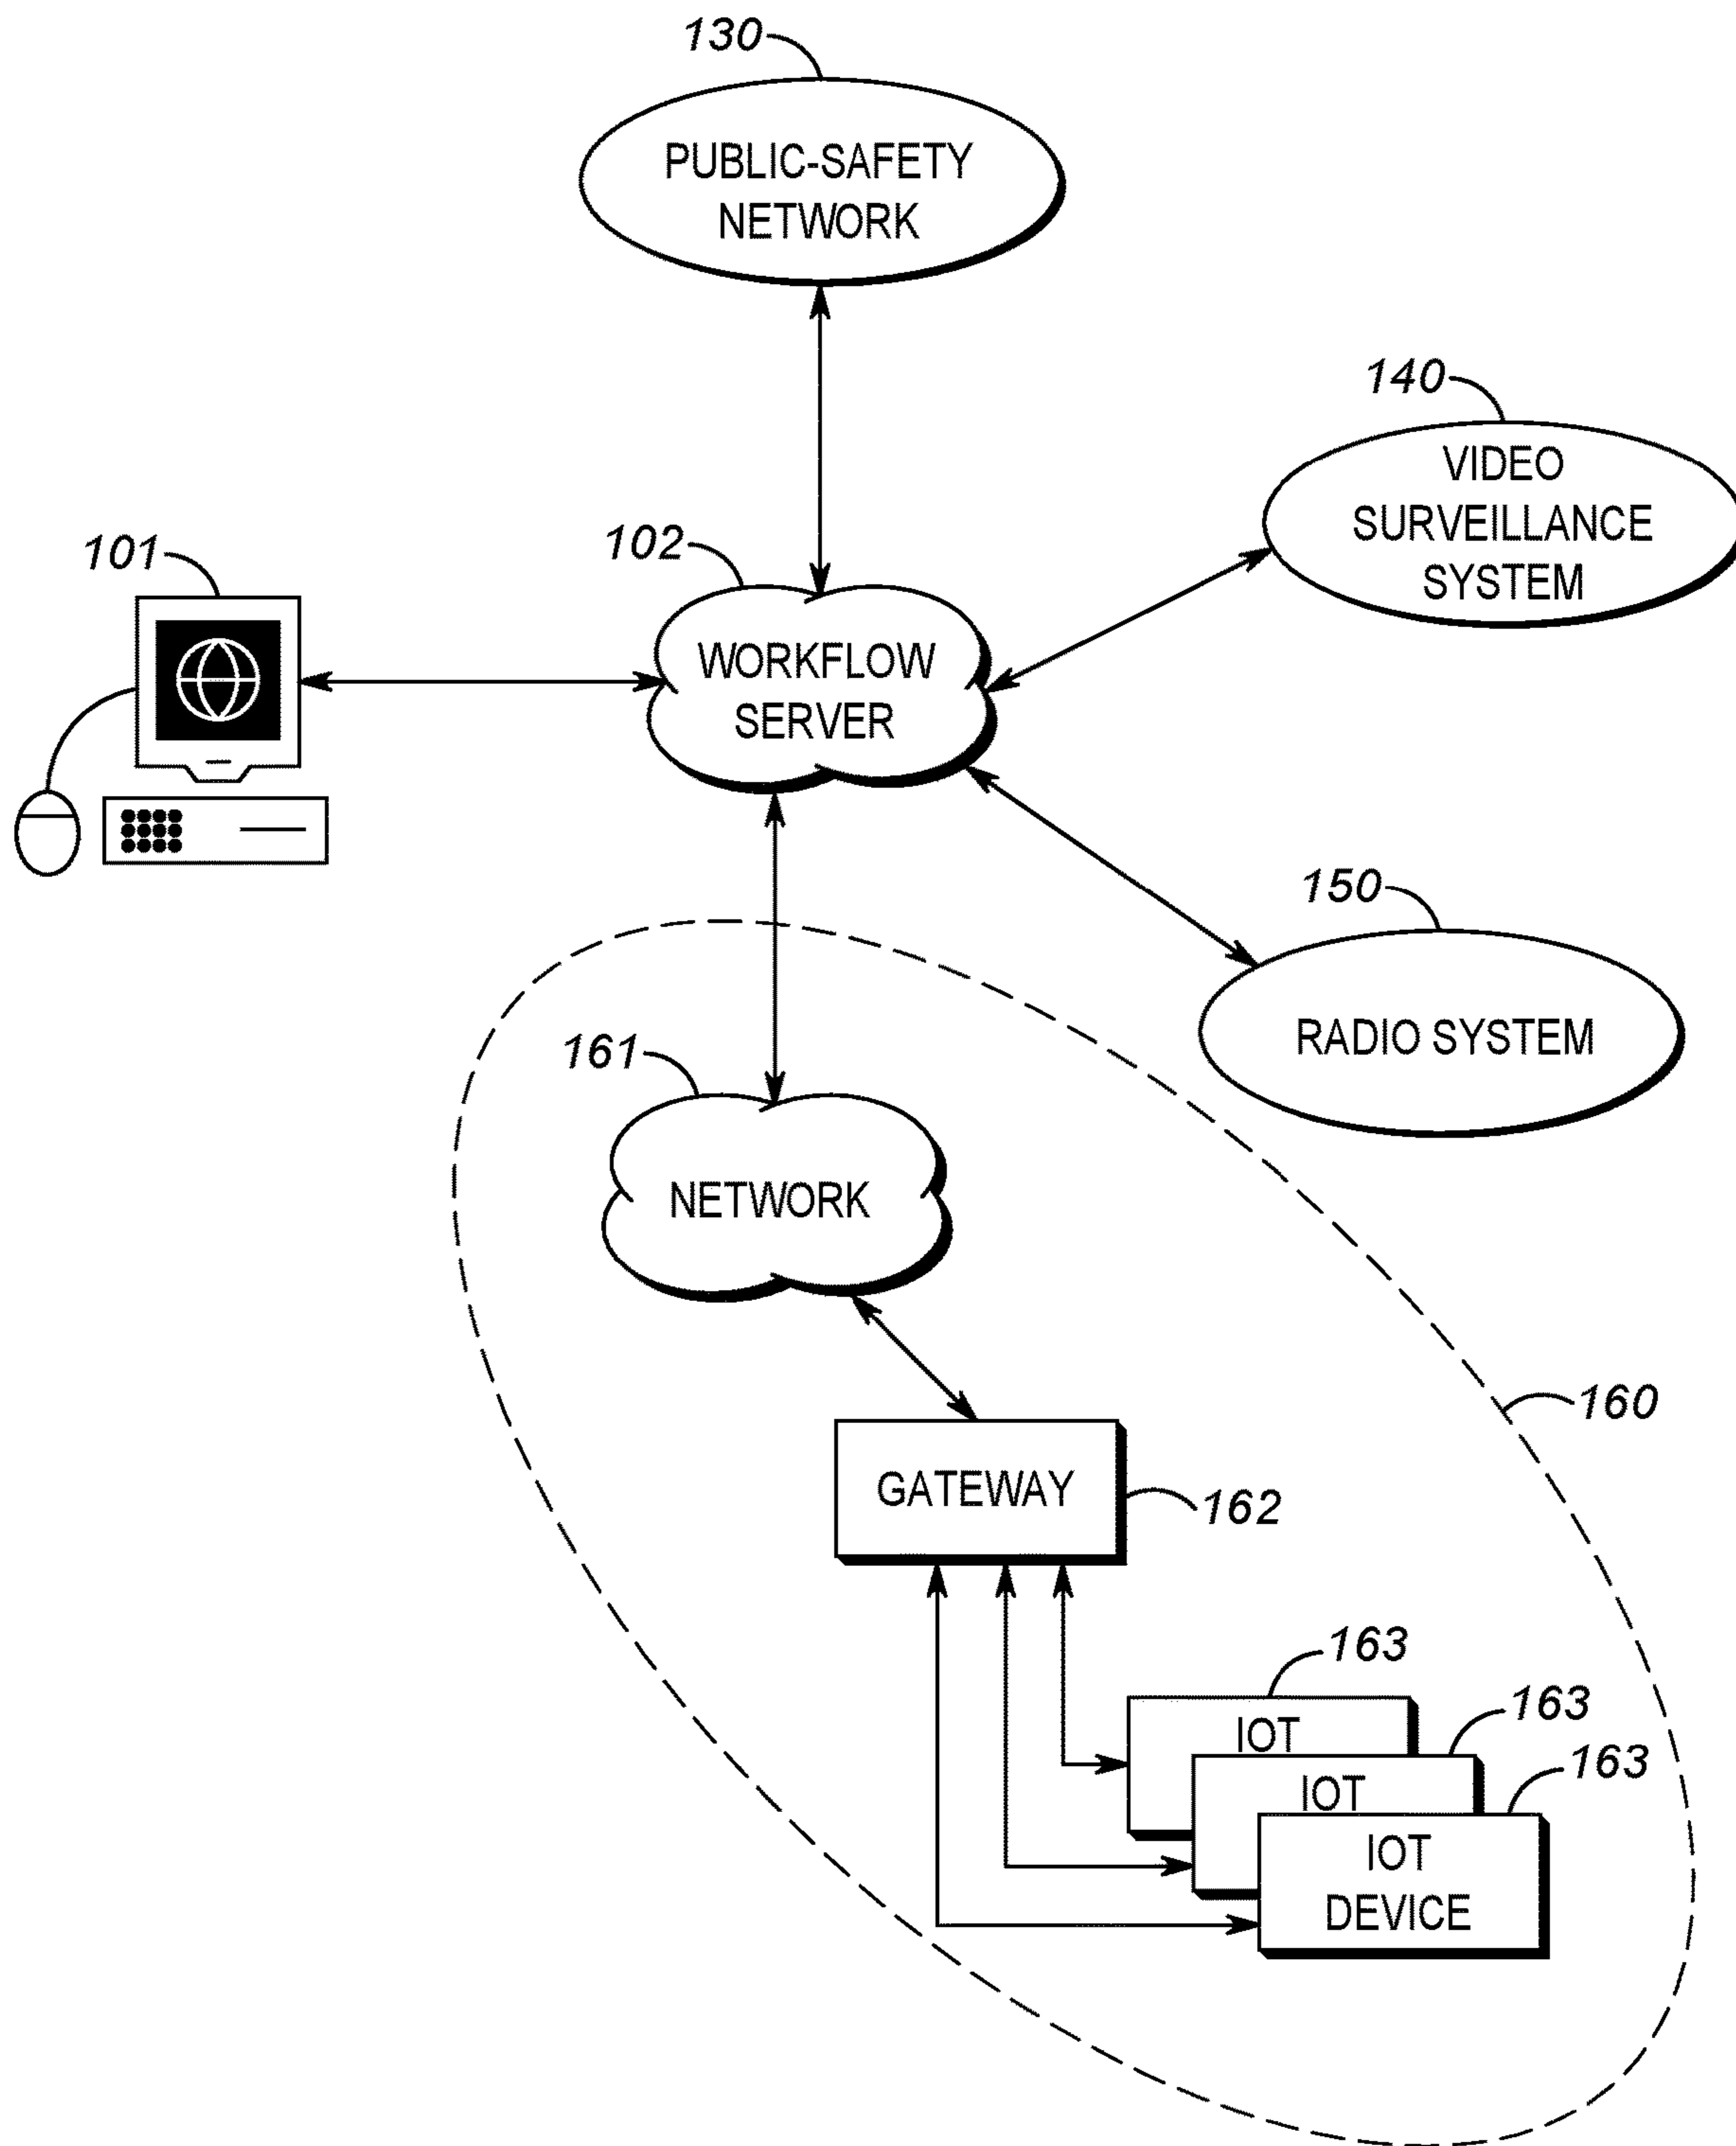 130
PUBLIC-SAFETY
NETWORK
140
VIDEO
SURVEILLANCE
SYSTEM
101
102
WORKFLOW
SERVER
150
RADIO SYSTEM
161
NETWORK
160
GATEWAY
162
163
IOT
163
IOT
163
IOT
DEVICE